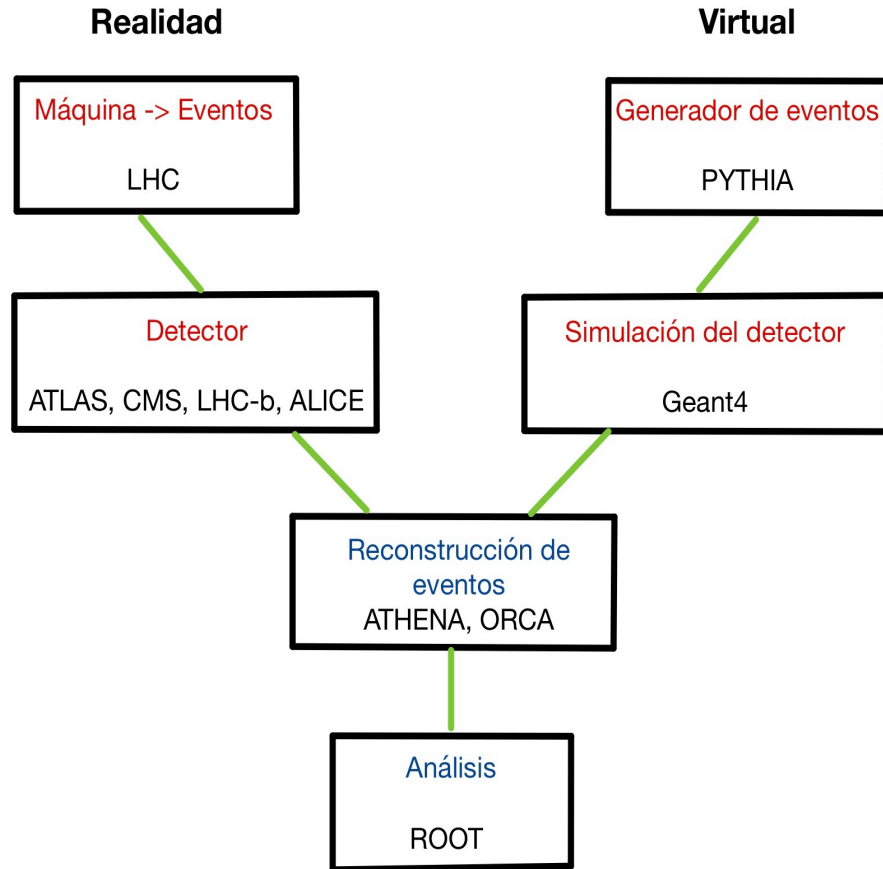 Realidad
Virtual
Máquina -> Eventos
LHC
Generador de eventos
PYTHIA
Detector
ATLAS, CMS, LHC-b, ALICE
Simulación del detector
Geant4
Reconstrucción de
eventos
ATHENA, ORCA
Análisis
ROOT